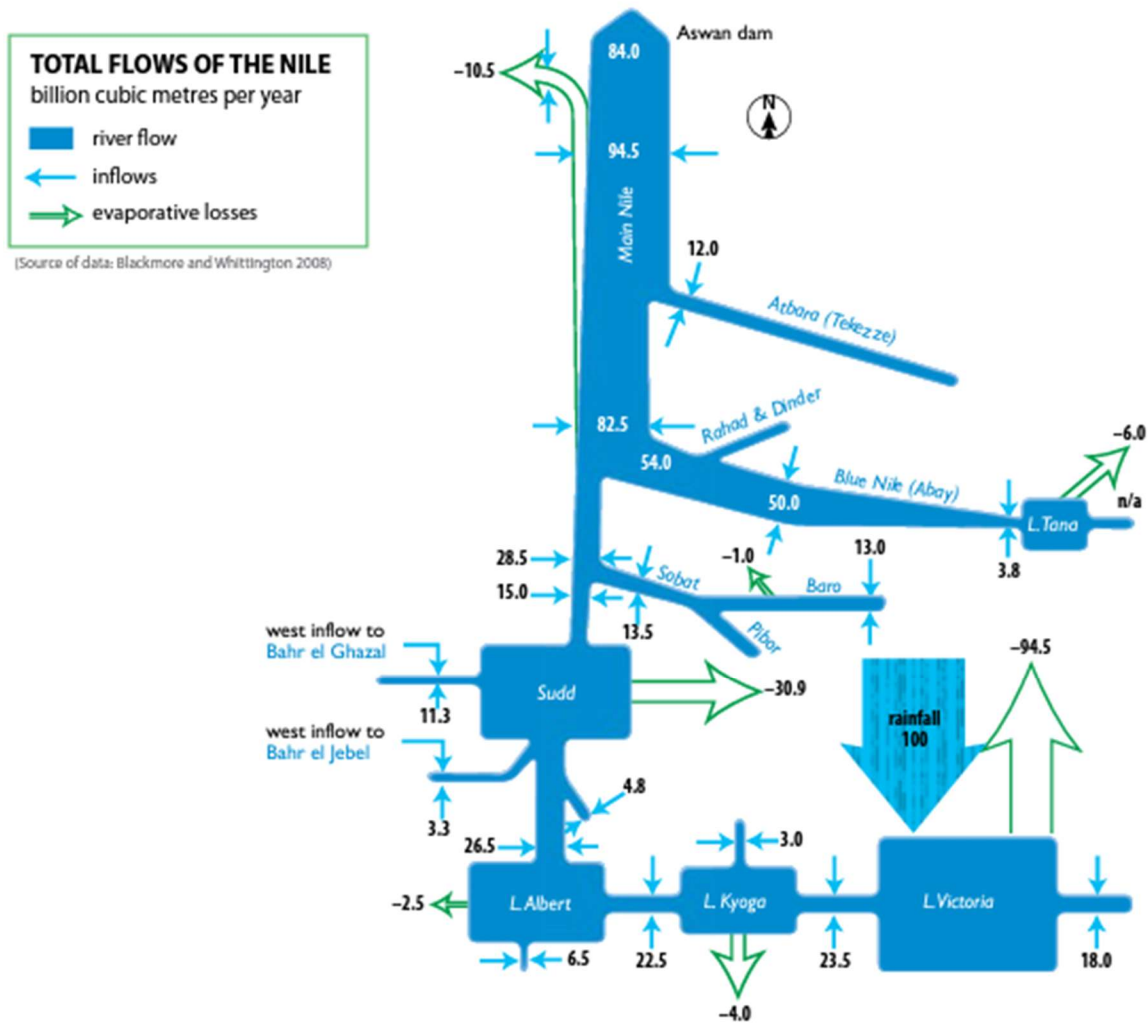 TOTAL FLOWS OF THE NILE
billion cubic metres per year
river flow
inflows
evaporative losses
(Source of data: Blackmore and Whittington 2008)
Aswan dam
84.0
–10.5
N
94.5
Main Nile
12.0
Atbara (Tekezze)
Rahad & Dinder
82.5
54.0
–6.0
Blue Nile (Abay)
50.0
n/a
L.Tana
3.8
28.5
15.0
Sobat
–1.0
13.0
Baro
13.5
Pibor
west inflow to
Bahr el Ghazal
11.3
Sudd
–30.9
–94.5
rainfall
100
west inflow to
Bahr el Jebel
3.3
4.8
26.5
3.0
–2.5
L.Albert
L. Kyoga
L.Victoria
6.5
22.5
23.5
18.0
–4.0